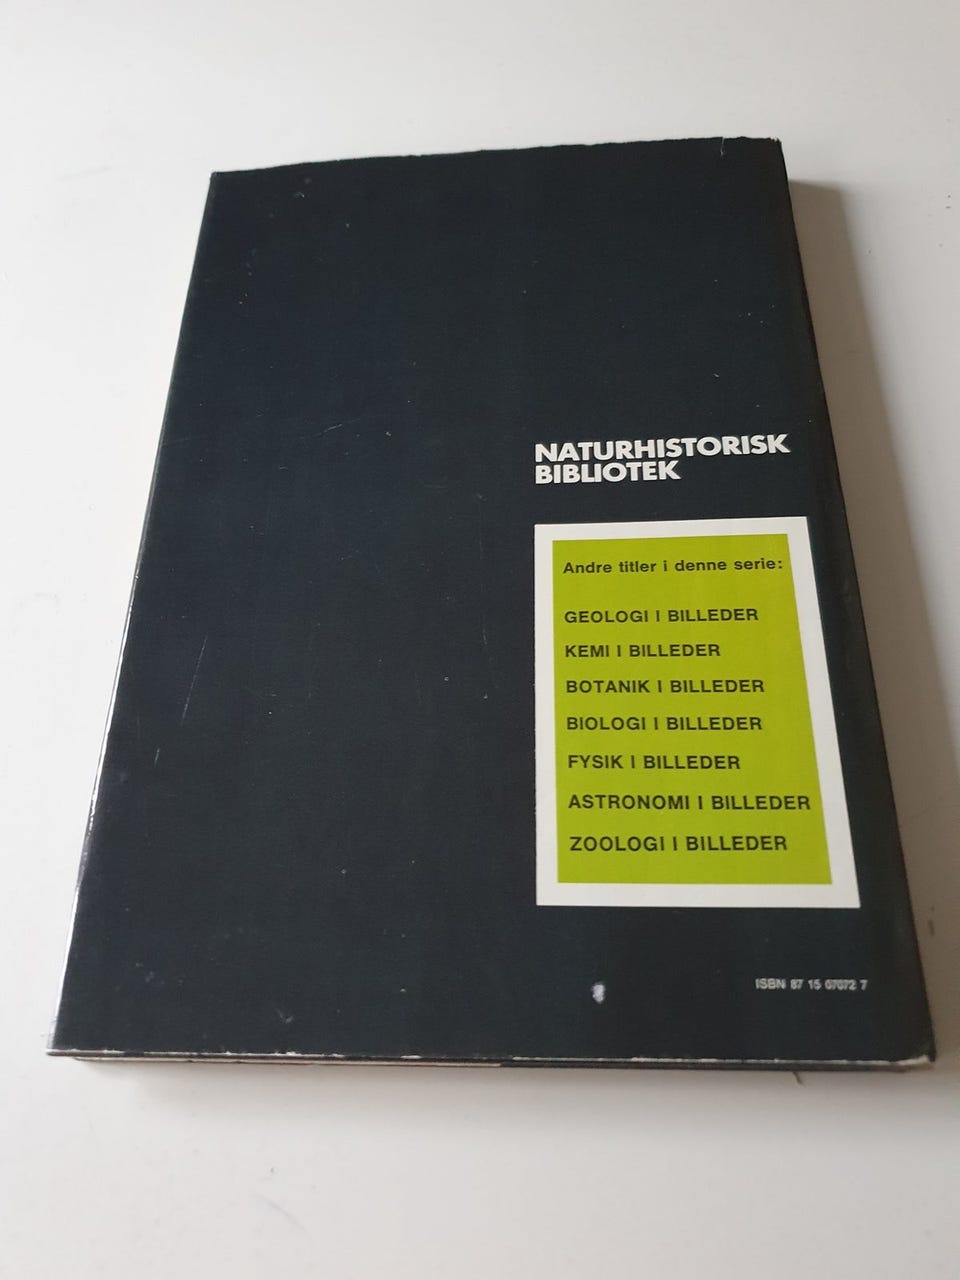 NATURHISTORISK
BIBLIOTEK
Andre titler i denne serie:
GEOLOGI I BILLEDER
KEMI I BILLEDER
BOTANIK I BILLEDER
BIOLOGI I BILLEDER
FYSIK I BILLEDER
ASTRONOMI I BILLEDER
ZOOLOGI I BILLEDER
ISBN 87 15 07072 7